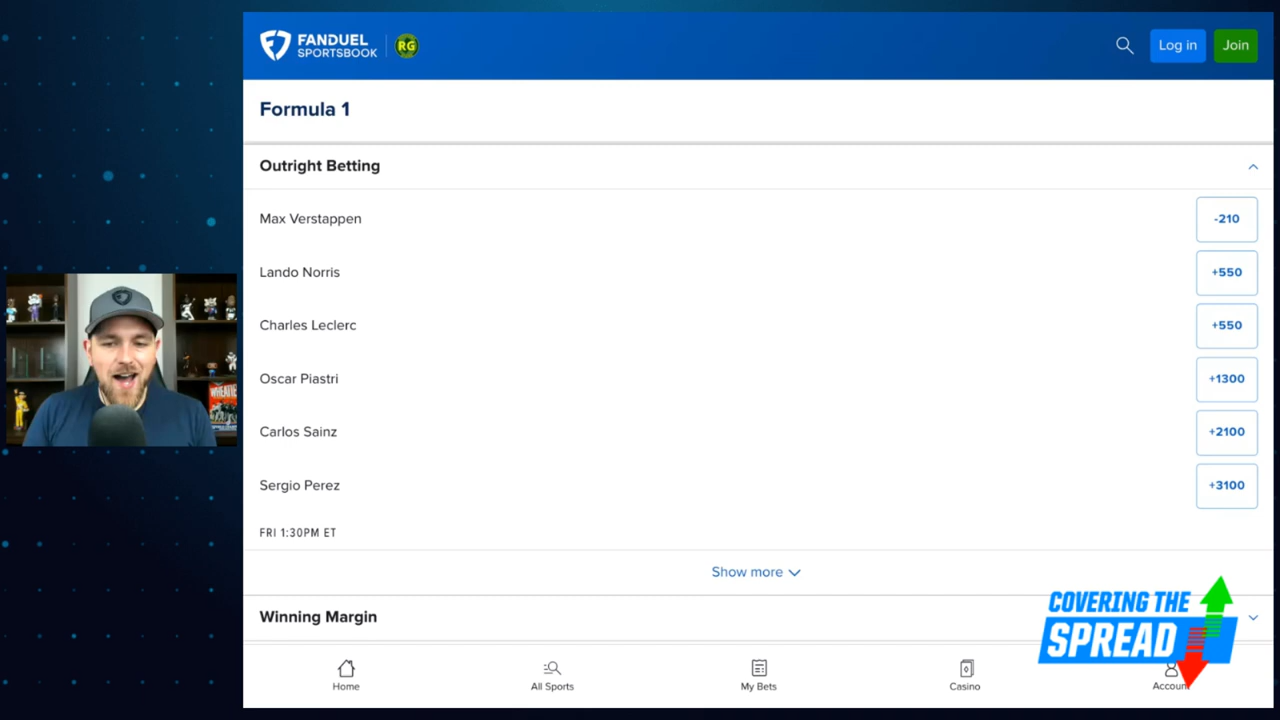 FANDUEL
SPORTSBOOK
RG
Log in
Join
Formula 1
Outright Betting
Max Verstappen
-210
Lando Norris
+550
Charles Leclerc
+550
Oscar Piastri
+1300
Carlos Sainz
+2100
Sergio Perez
+3100
FRI 1:30PM ET
Show more
Winning Margin
COVERING THE
SPREAD
Home
All Sports
My Bets
Casino
Account
WHEATIES